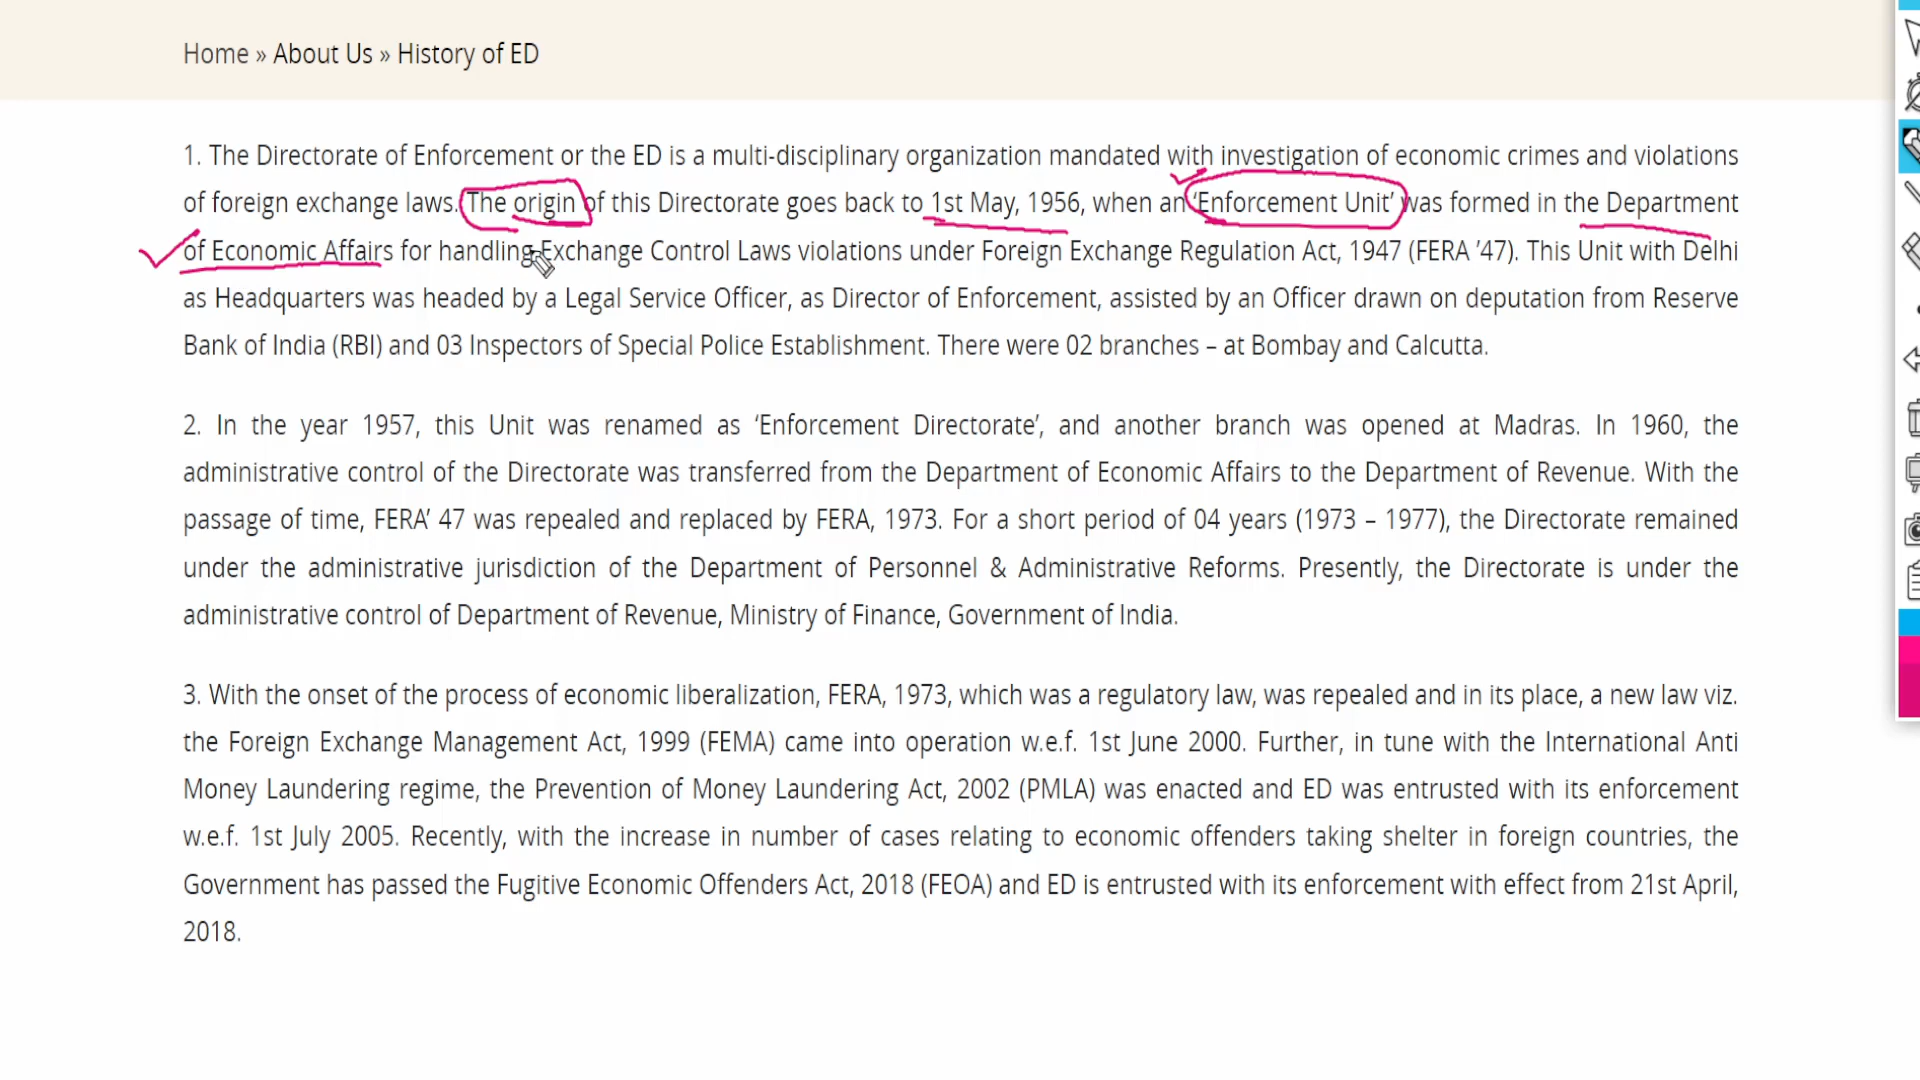 Home » About Us » History of ED
1. The Directorate of Enforcement or the ED is a multi-disciplinary organization mandated with investigation of economic crimes and violations
of foreign exchange laws. The origin of this Directorate goes back to 1st May, 1956, when an ‘Enforcement Unit’ was formed in the Department
of Economic Affairs for handling Exchange Control Laws violations under Foreign Exchange Regulation Act, 1947 (FERA ’47). This Unit with Delhi
as Headquarters was headed by a Legal Service Officer, as Director of Enforcement, assisted by an Officer drawn on deputation from Reserve
Bank of India (RBI) and 03 Inspectors of Special Police Establishment. There were 02 branches – at Bombay and Calcutta.
2. In the year 1957, this Unit was renamed as ‘Enforcement Directorate’, and another branch was opened at Madras. In 1960, the
administrative control of the Directorate was transferred from the Department of Economic Affairs to the Department of Revenue. With the
passage of time, FERA’ 47 was repealed and replaced by FERA, 1973. For a short period of 04 years (1973 – 1977), the Directorate remained
under the administrative jurisdiction of the Department of Personnel & Administrative Reforms. Presently, the Directorate is under the
administrative control of Department of Revenue, Ministry of Finance, Government of India.
3. With the onset of the process of economic liberalization, FERA, 1973, which was a regulatory law, was repealed and in its place, a new law viz.
the Foreign Exchange Management Act, 1999 (FEMA) came into operation w.e.f. 1st June 2000. Further, in tune with the International Anti
Money Laundering regime, the Prevention of Money Laundering Act, 2002 (PMLA) was enacted and ED was entrusted with its enforcement
w.e.f. 1st July 2005. Recently, with the increase in number of cases relating to economic offenders taking shelter in foreign countries, the
Government has passed the Fugitive Economic Offenders Act, 2018 (FEOA) and ED is entrusted with its enforcement with effect from 21st April,
2018.